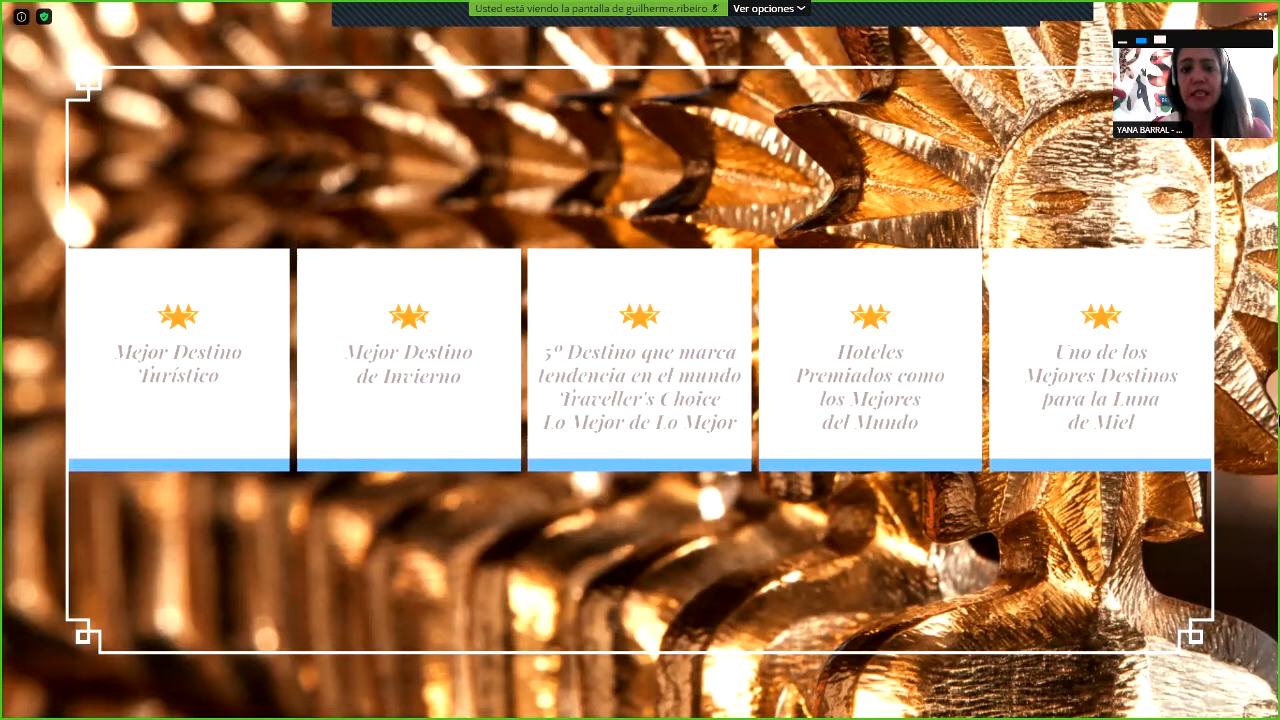 Usted está viendo la pantalla de guilherme.ribeiro
Ver opciones
YANA BARRAL - ...
Mejor Destino
Turístico
Mejor Destino
de Invierno
5º Destino que marca
tendencia en el mundo
Traveller's Choice
Lo Mejor de Lo Mejor
Hoteles
Premiados como
los Mejores
del Mundo
Uno de los
Mejores Destinos
para la Luna
de Miel